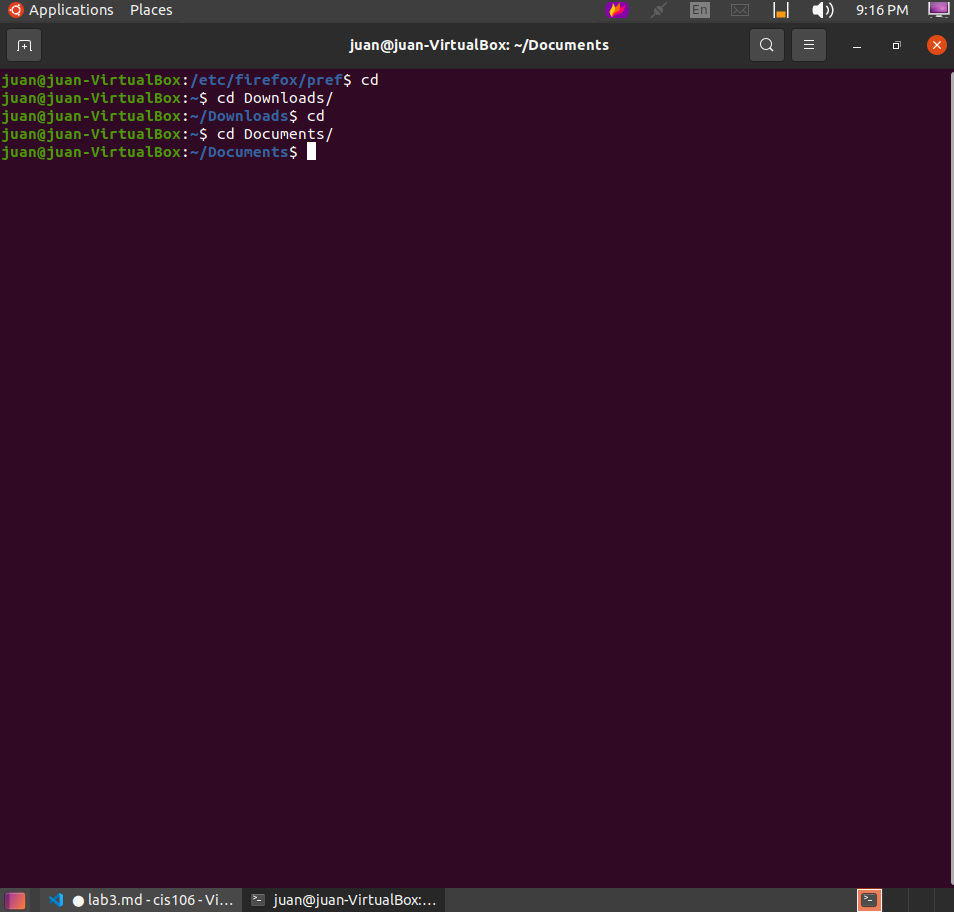 Applications Places En 9:16 PM
juan@juan-VirtualBox: ~/Documents
juan@juan-VirtualBox:/etc/firefox/pref$ cd
juan@juan-VirtualBox:~$ cd Downloads/
juan@juan-VirtualBox:~/Downloads$ cd
juan@juan-VirtualBox:~$ cd Documents/
juan@juan-VirtualBox:~/Documents$
● lab3.md - cis106 - Vi... juan@juan-VirtualBox:...